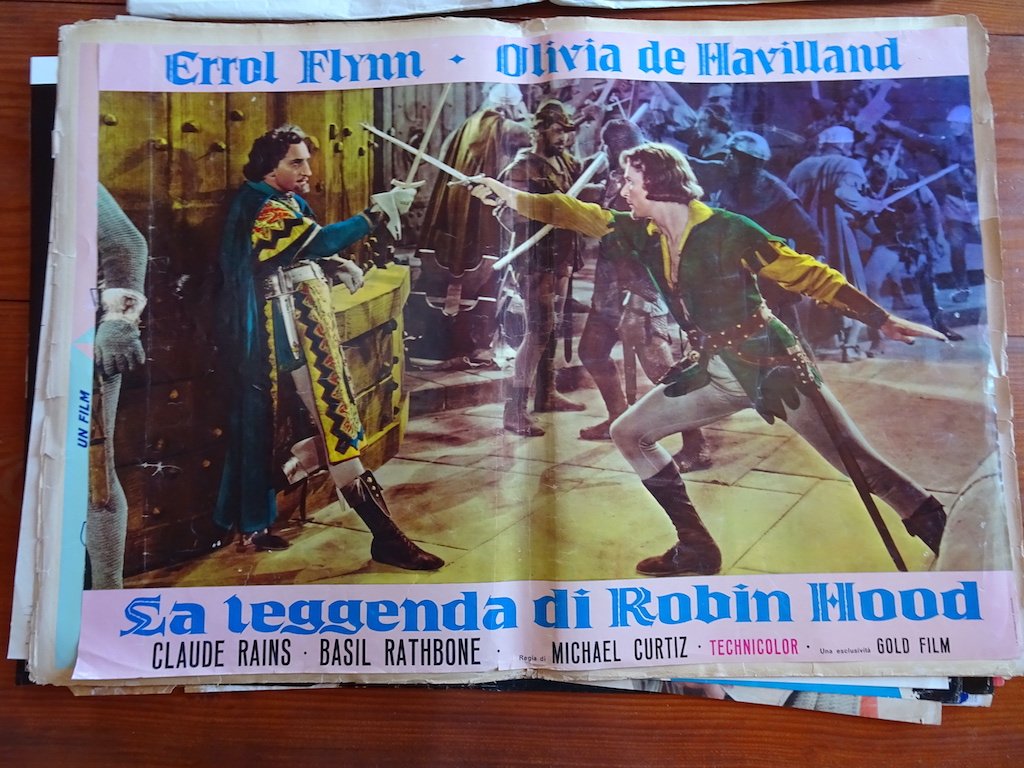 Errol Flynn · Olivia de Havilland
UN FILM
La leggenda di Robin Hood
CLAUDE RAINS · BASIL RATHBONE · Regia di MICHAEL CURTIZ · TECHNICOLOR · Una esclusività GOLD FILM